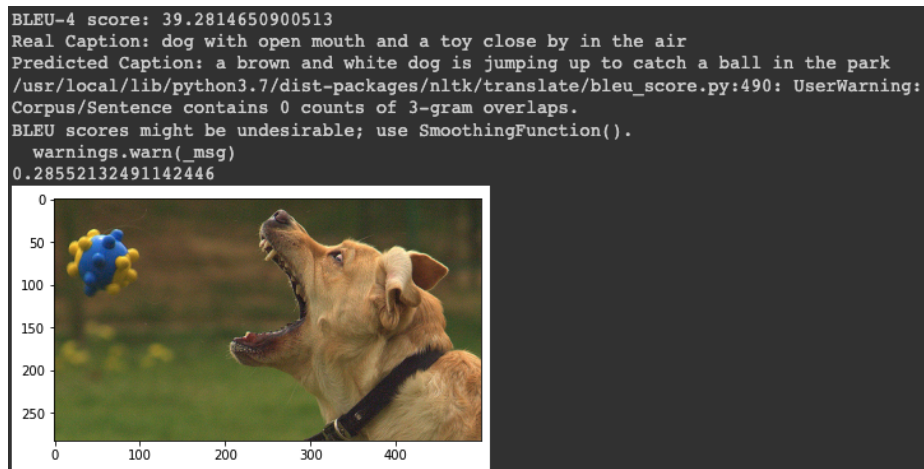 BLEU-4 score: 39.2814650900513
Real Caption: dog with open mouth and a toy close by in the air
Predicted Caption: a brown and white dog is jumping up to catch a ball in the park
/usr/local/lib/python3.7/dist-packages/nltk/translate/bleu_score.py:490: UserWarning:
Corpus/Sentence contains 0 counts of 3-gram overlaps.
BLEU scores might be undesirable; use SmoothingFunction().
  warnings.warn(_msg)
0.28552132491142446
0
50
100
150
200
250
0 100 200 300 400